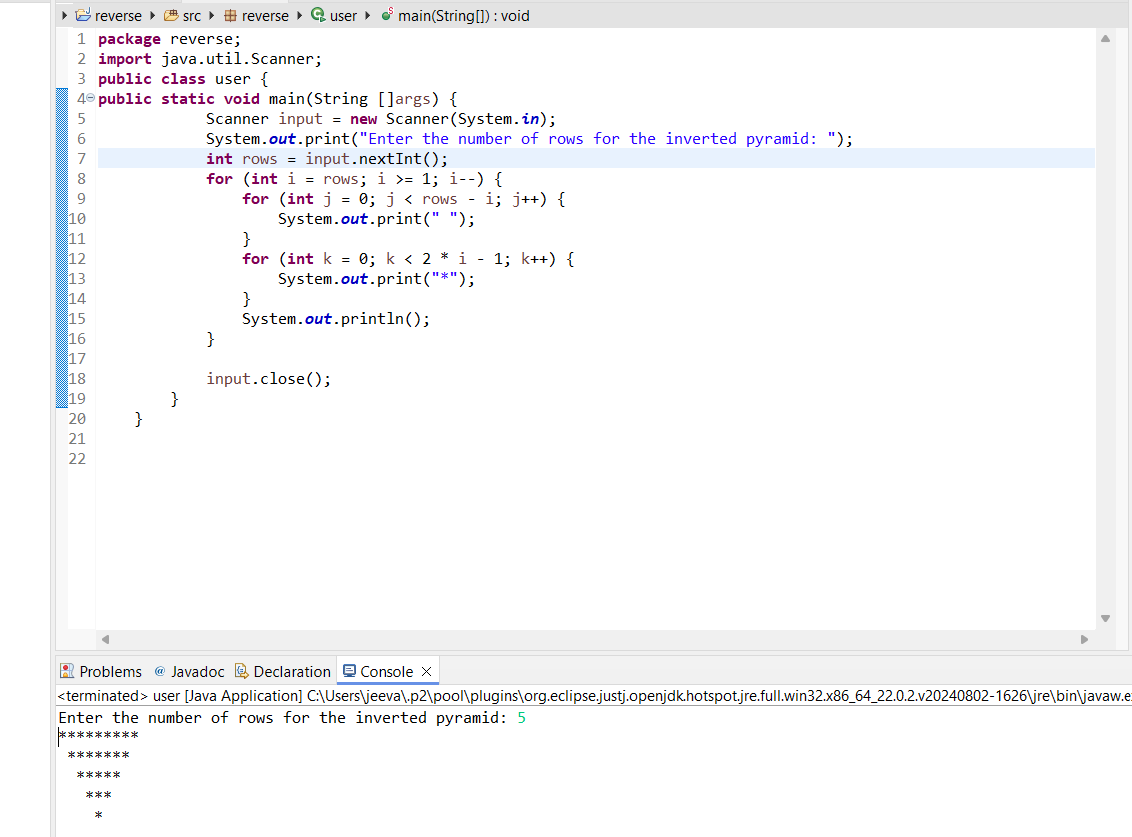 reverse src reverse user main(String[]) : void
1 package reverse;
2 import java.util.Scanner;
3 public class user {
4 public static void main(String []args) {
5             Scanner input = new Scanner(System.in);
6             System.out.print("Enter the number of rows for the inverted pyramid: ");
7             int rows = input.nextInt();
8             for (int i = rows; i >= 1; i--) {
9                 for (int j = 0; j < rows - i; j++) {
10                     System.out.print(" ");
11                 }
12                 for (int k = 0; k < 2 * i - 1; k++) {
13                     System.out.print("*");
14                 }
15                 System.out.println();
16             }
17
18             input.close();
19         }
20     }
21
22
Problems @ Javadoc Declaration Console
<terminated> user [Java Application] C:\Users\jeeva\.p2\pool\plugins\org.eclipse.justj.openjdk.hotspot.jre.full.win32.x86_64_22.0.2.v20240802-1626\jre\bin\javaw.e
Enter the number of rows for the inverted pyramid: 5
*********
 *******
  *****
   ***
    *